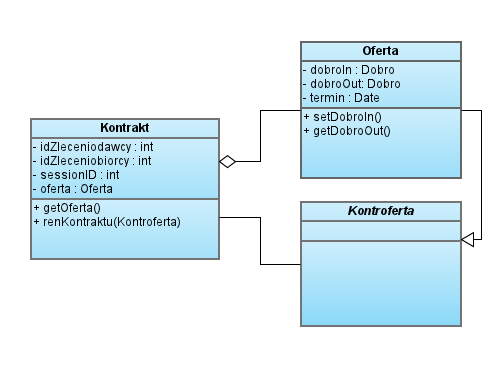 Oferta
- dobroIn : Dobro
- dobroOut: Dobro
- termin : Date
+ setDobroIn()
+ getDobroOut()
Kontrakt
- idZleceniodawcy : int
- idZleceniobiorcy : int
- sessionID : int
- oferta : Oferta
+ getOferta()
+ renKontraktu(Kontroferta)
Kontroferta